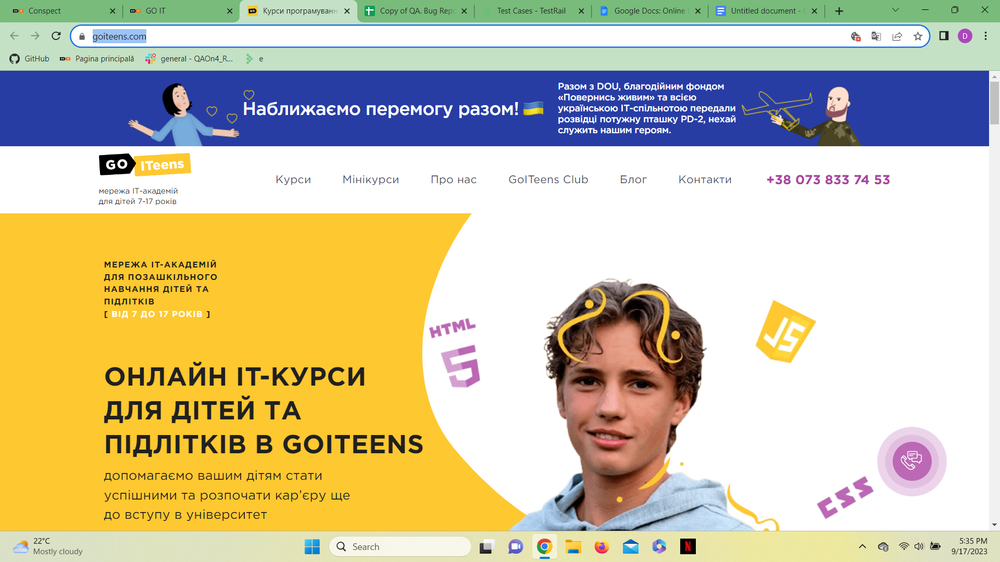 Conspect
GO IT
Курси програмуванн
Copy of QA. Bug Repo
Test Cases - TestRail
Google Docs: Online D
Untitled document - G
goiteens.com
D
GitHub
Pagina principală
general - QAOn4_R...
e
Наближаємо перемогу разом!
Разом з DOU, благодійним фондом
«Повернись живим» та всією
українською ІТ-спільнотою передали
розвідці потужну пташку PD-2, нехай
служить нашим героям.
GO ITeens
мережа ІТ-академій
для дітей 7-17 років
Курси
Мінікурси
Про нас
GoITeens Club
Блог
Контакти
+38 073 833 74 53
МЕРЕЖА ІТ-АКАДЕМІЙ
ДЛЯ ПОЗАШКІЛЬНОГО
НАВЧАННЯ ДІТЕЙ ТА
ПІДЛІТКІВ
[ ВІД 7 ДО 17 РОКІВ ]
HTML
5
JS
CSS
ОНЛАЙН ІТ-КУРСИ
ДЛЯ ДІТЕЙ ТА
ПІДЛІТКІВ В GOITEENS
допомагаємо вашим дітям стати
успішними та розпочати кар’єру ще
до вступу в університет
22°C
Mostly cloudy
Search
N
5:35 PM
9/17/2023